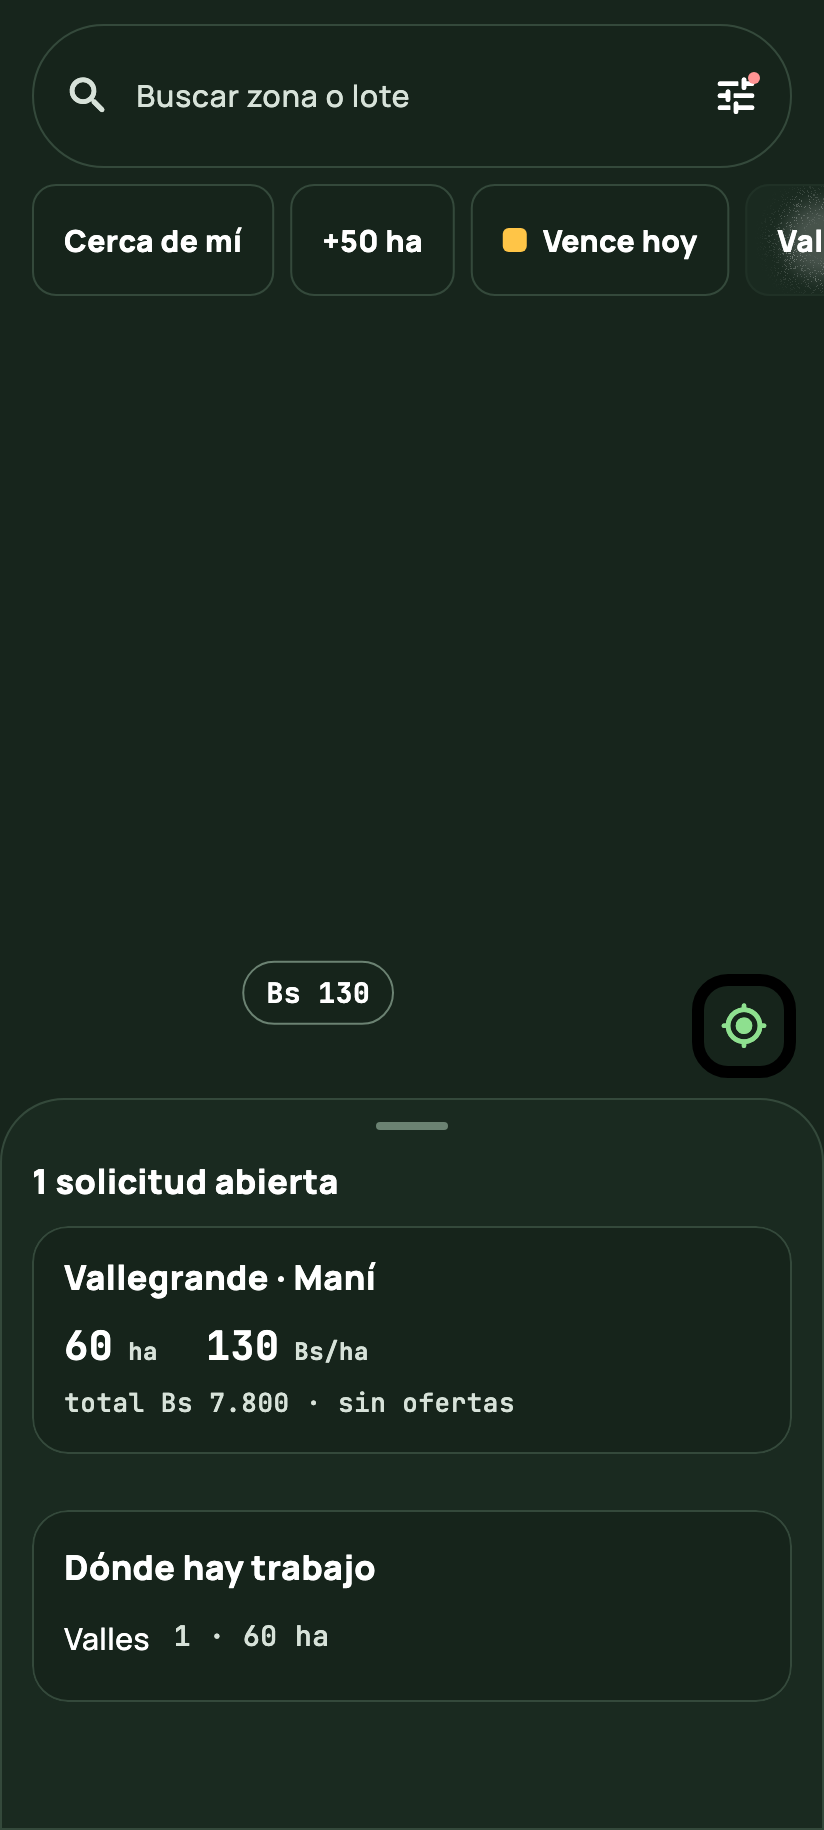 Buscar zona o lote
Cerca de mí
+50 ha
Vence hoy
Val
Bs 130
1 solicitud abierta
Vallegrande · Maní
60 ha 130 Bs/ha
total Bs 7.800 · sin ofertas
Dónde hay trabajo
Valles 1 · 60 ha